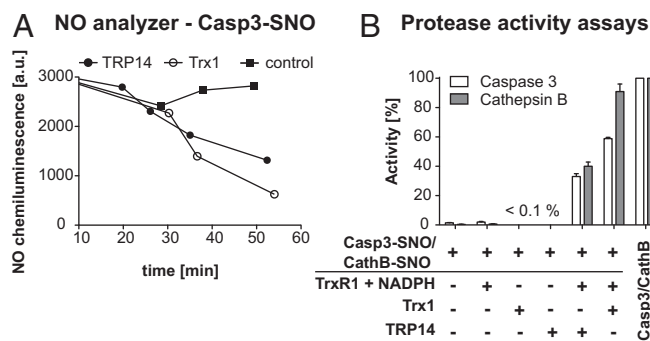 A NO analyzer - Casp3-SNO
TRP14 Trx1 control
NO chemiluminescence [a.u.]
3000
2000
1000
0
10 20 30 40 50 60 70
time [min]
B Protease activity assays
Caspase 3
Cathepsin B
Activity [%]
100
80
60
40
20
0
< 0.1 %
Casp3-SNO/
CathB-SNO + + + + + +
TrxR1 + NADPH - + - - + +
Trx1 - - + - - +
TRP14 - - - + + -
Casp3/CathB